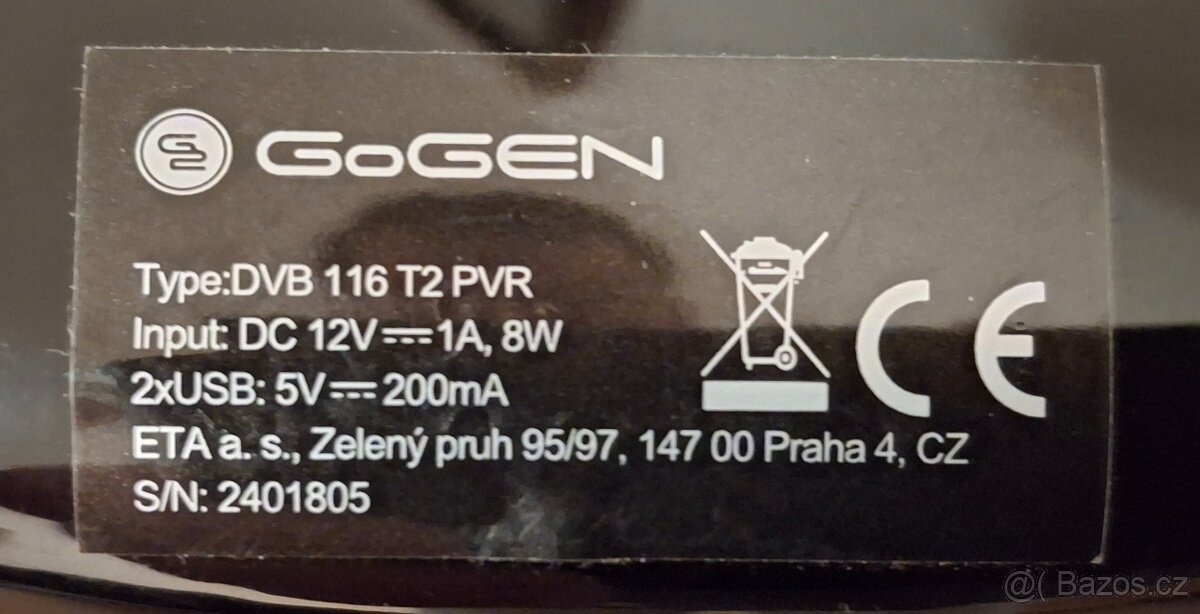 GoGEN
Type:DVB 116 T2 PVR
Input: DC 12V⎓1A, 8W
2xUSB: 5V⎓200mA
ETA a. s., Zelený pruh 95/97, 147 00 Praha 4, CZ
S/N: 2401805
CE
@( Bazos.cz